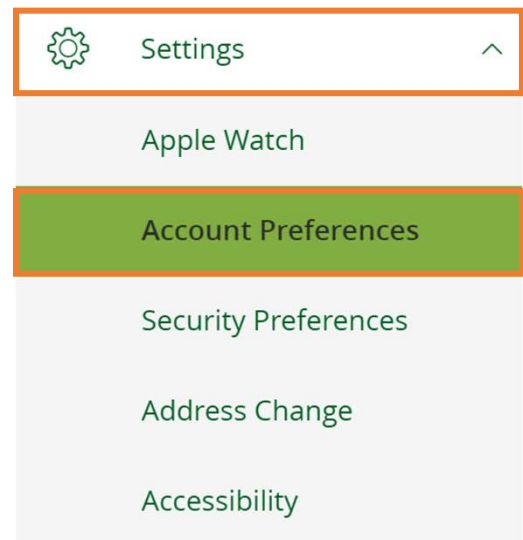 Settings
Apple Watch
Account Preferences
Security Preferences
Address Change
Accessibility